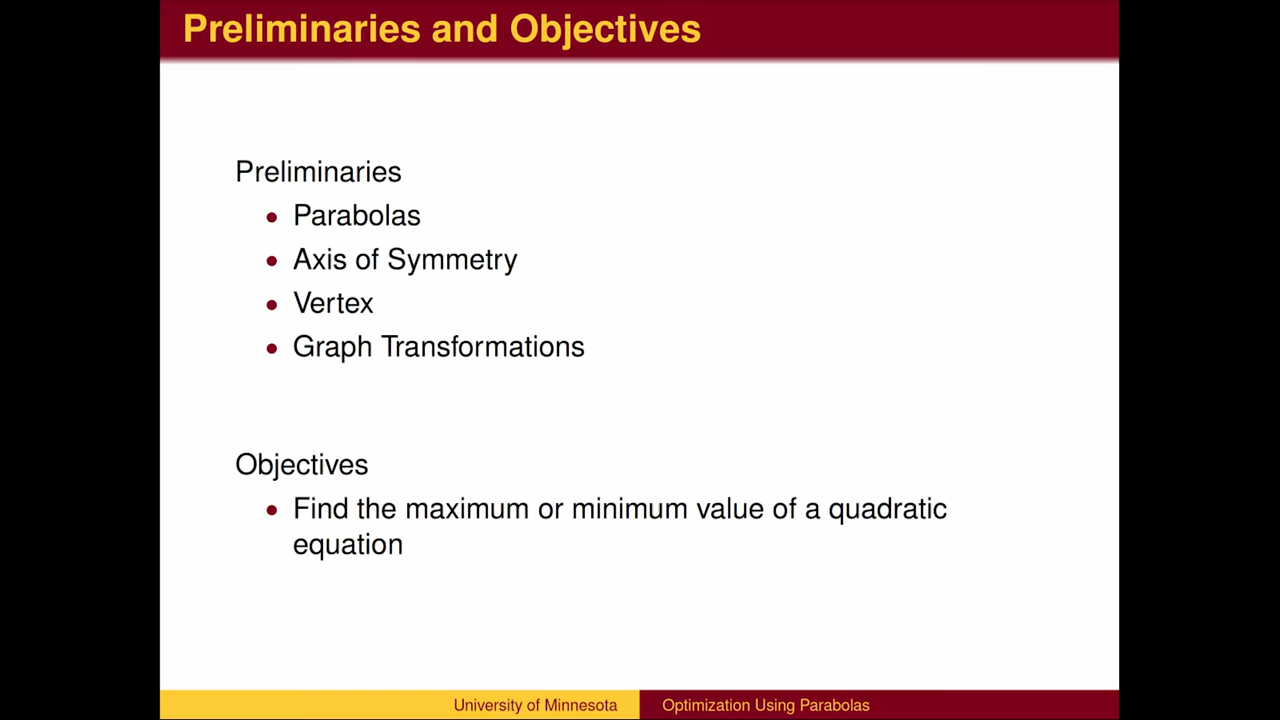 Preliminaries and Objectives
Preliminaries
• Parabolas
• Axis of Symmetry
• Vertex
• Graph Transformations
Objectives
• Find the maximum or minimum value of a quadratic
equation
University of Minnesota
Optimization Using Parabolas